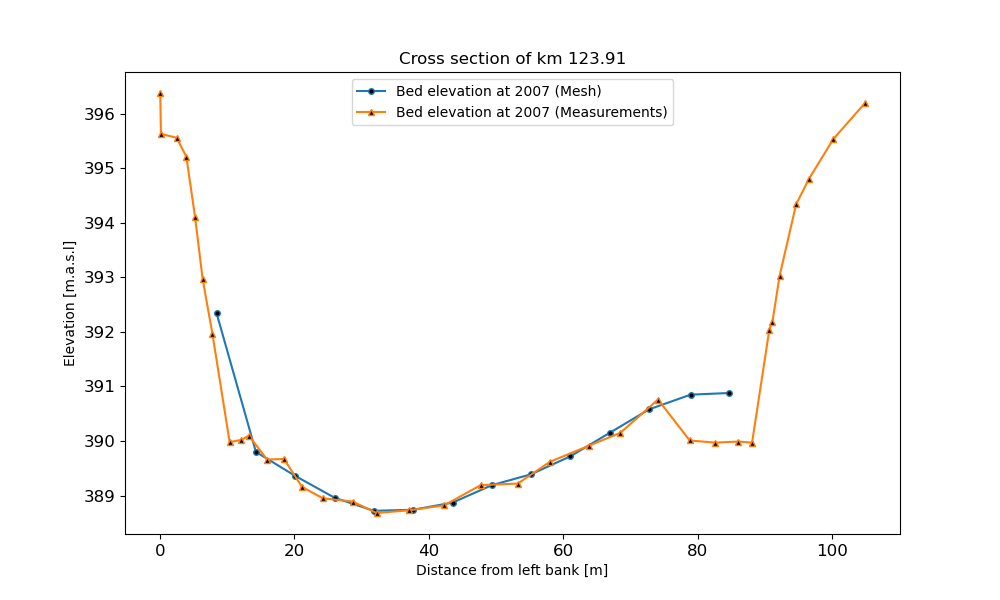 Cross section of km 123.91
Bed elevation at 2007 (Mesh)
Bed elevation at 2007 (Measurements)
Elevation [m.a.s.l]
396
395
394
393
392
391
390
389
0 20 40 60 80 100
Distance from left bank [m]